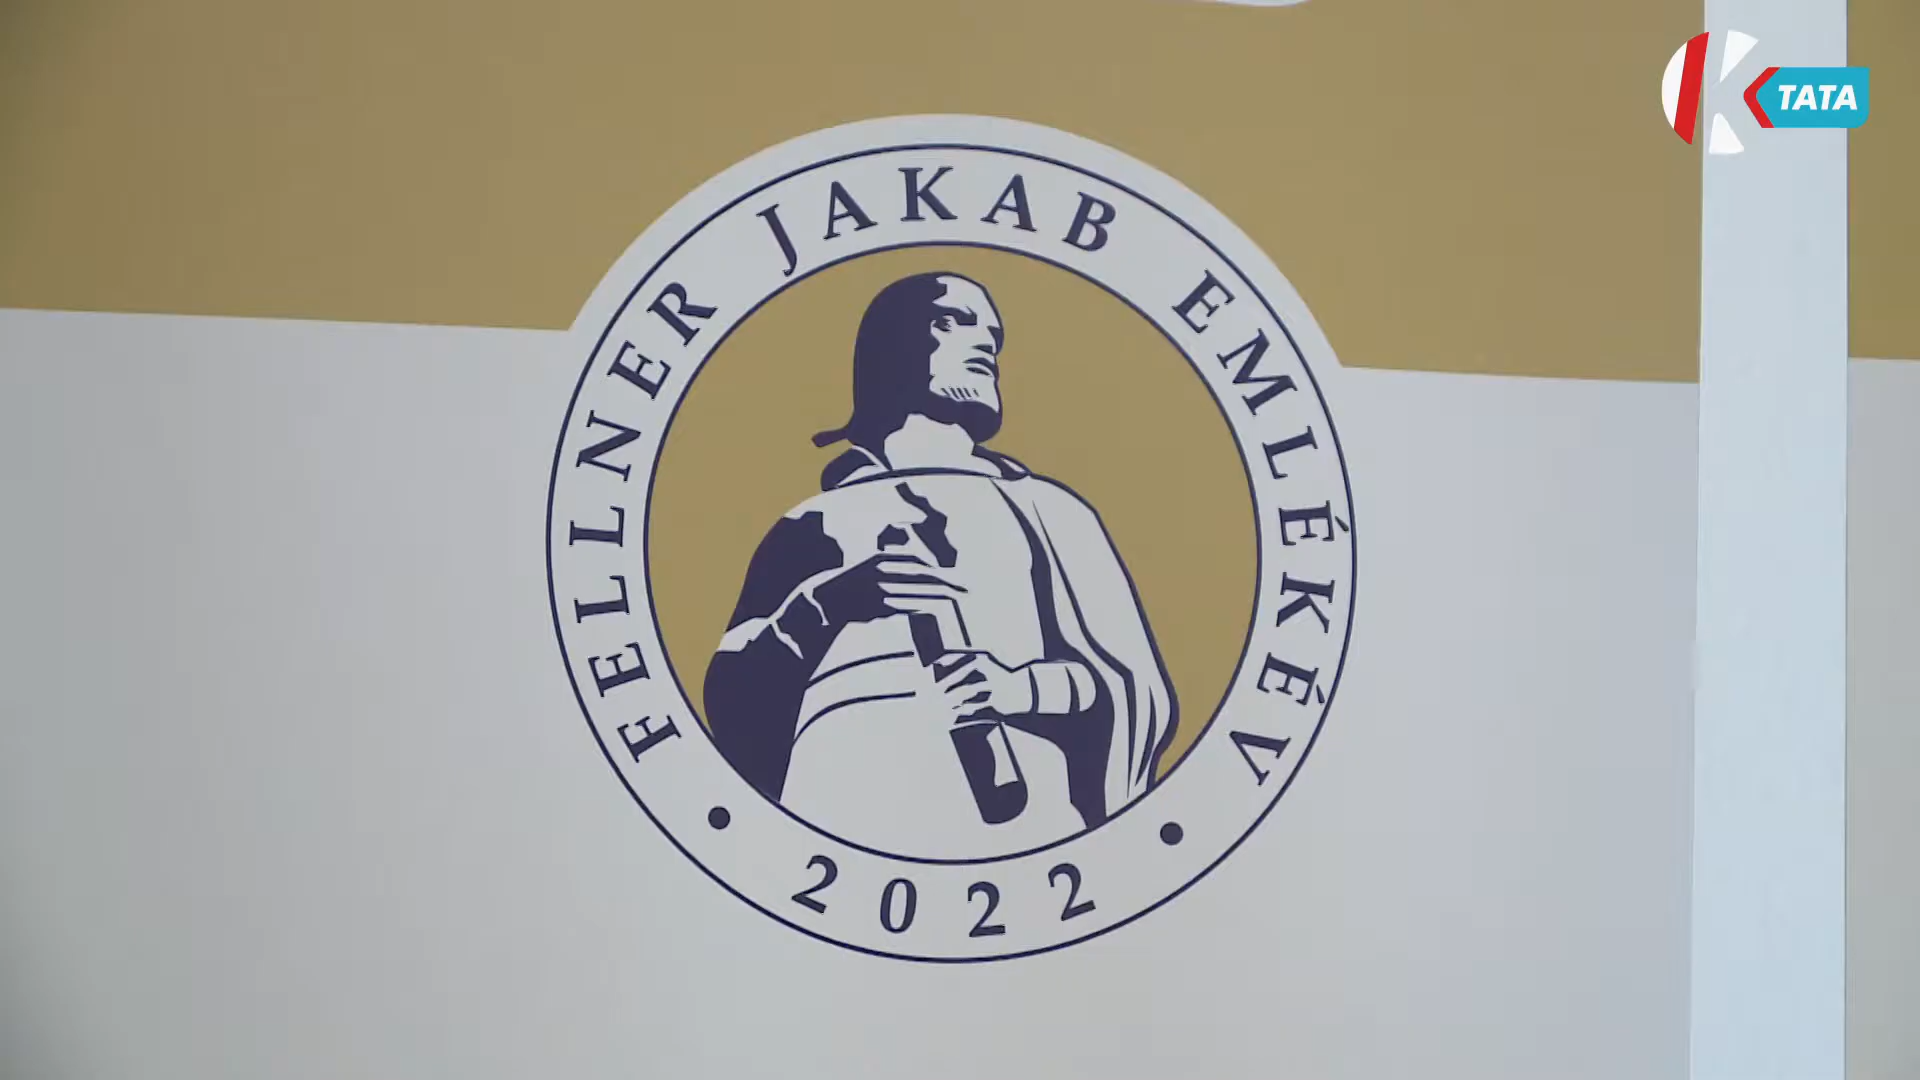 FELLNER JAKAB EMLÉKÉV
• 2022 •
K TATA